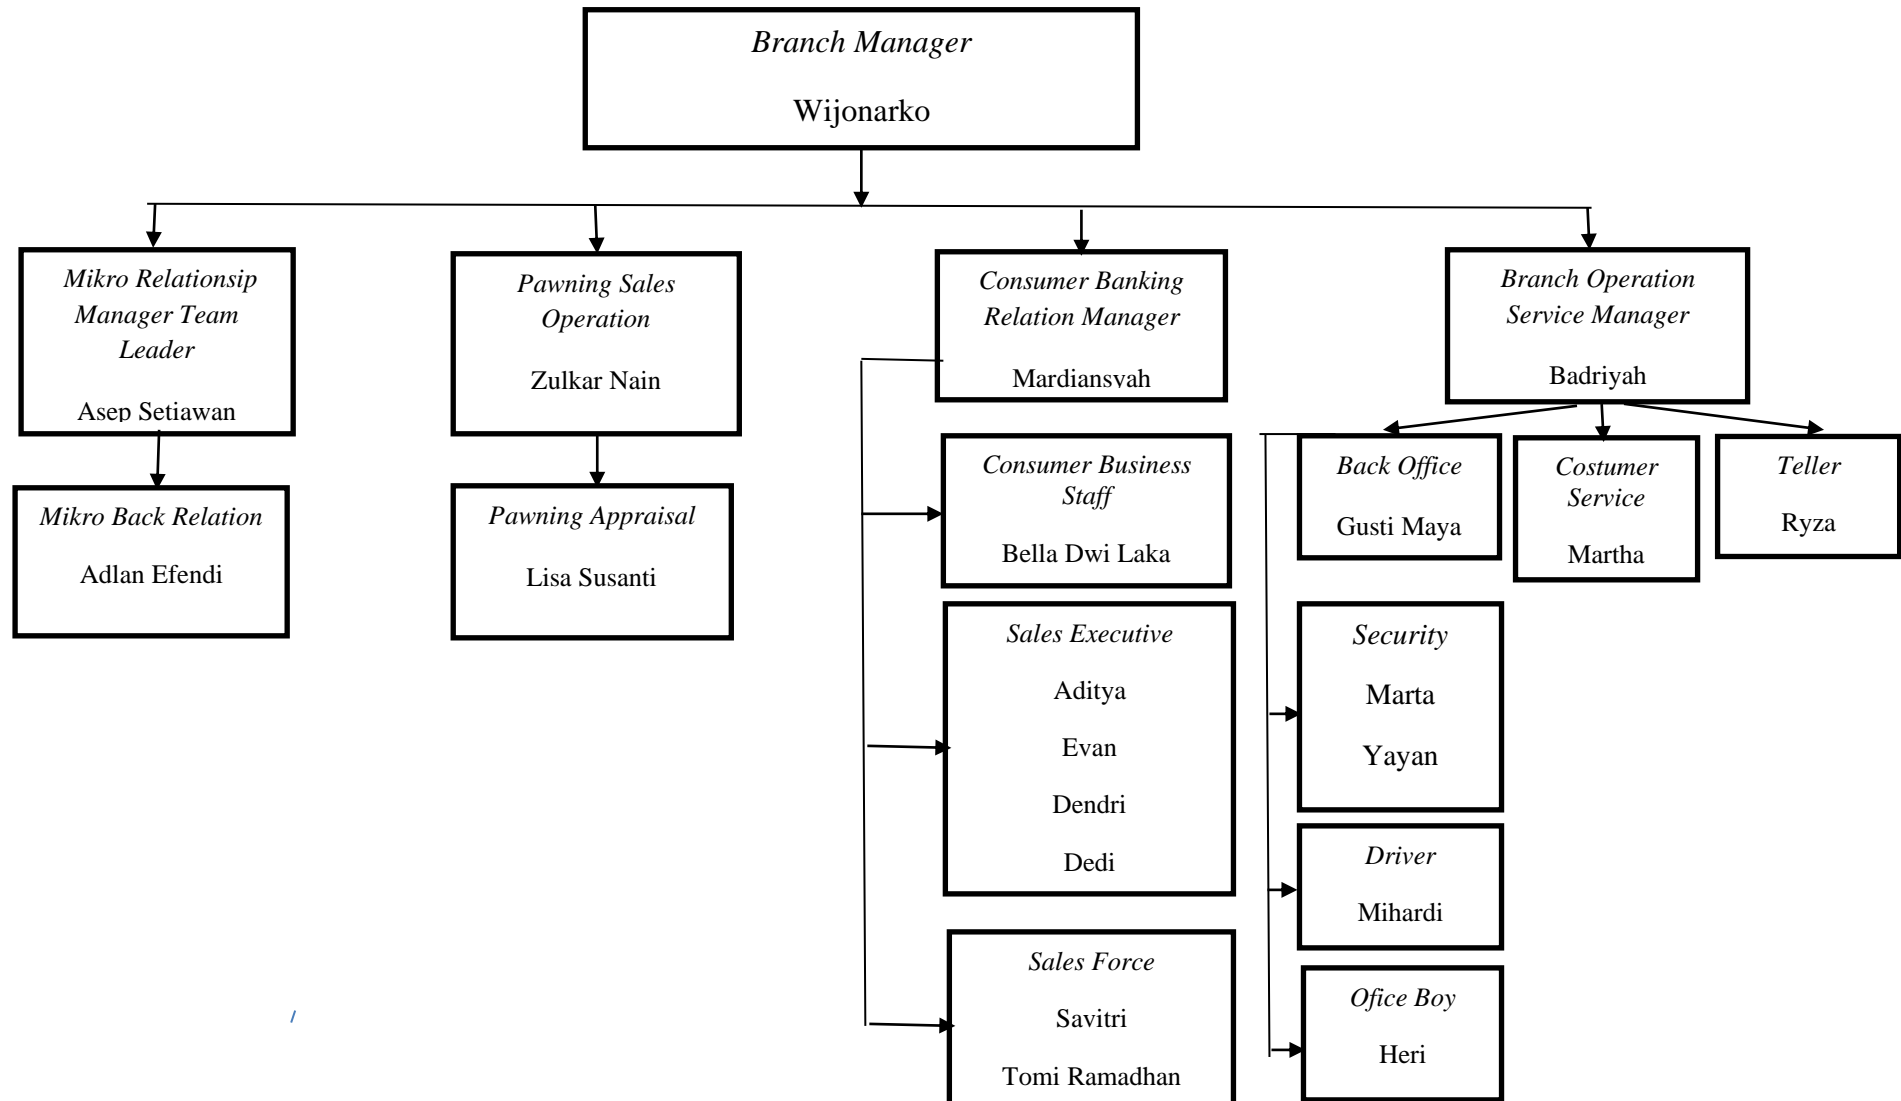 Branch Manager
Wijonarko
Mikro Relationsip
Manager Team
Leader
Asep Setiawan
Pawning Sales
Operation
Zulkar Nain
Consumer Banking
Relation Manager
Mardiansyah
Branch Operation
Service Manager
Badriyah
Mikro Back Relation
Adlan Efendi
Pawning Appraisal
Lisa Susanti
Consumer Business
Staff
Bella Dwi Laka
Sales Executive
Aditya
Evan
Dendri
Dedi
Sales Force
Savitri
Tomi Ramadhan
Back Office
Gusti Maya
Costumer
Service
Martha
Teller
Ryza
Security
Marta
Yayan
Driver
Mihardi
Ofice Boy
Heri